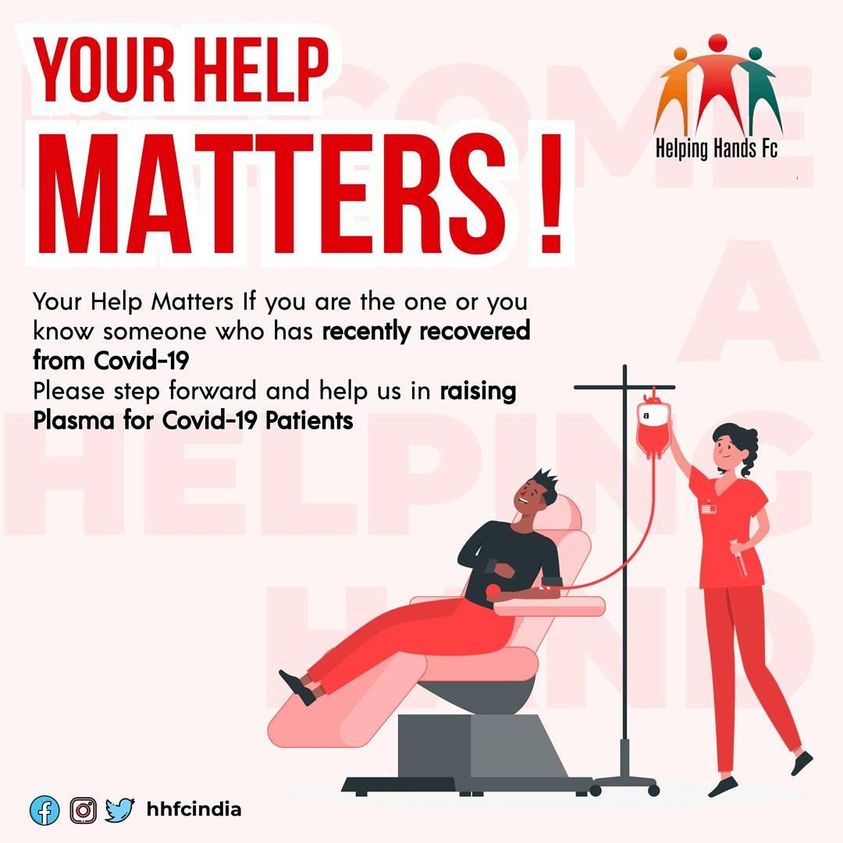 YOUR HELP
MATTERS !
Helping Hands Fc
Your Help Matters If you are the one or you
know someone who has recently recovered
from Covid-19
Please step forward and help us in raising
Plasma for Covid-19 Patients
BECOME
A
HELPING
HAND
hhfcindia